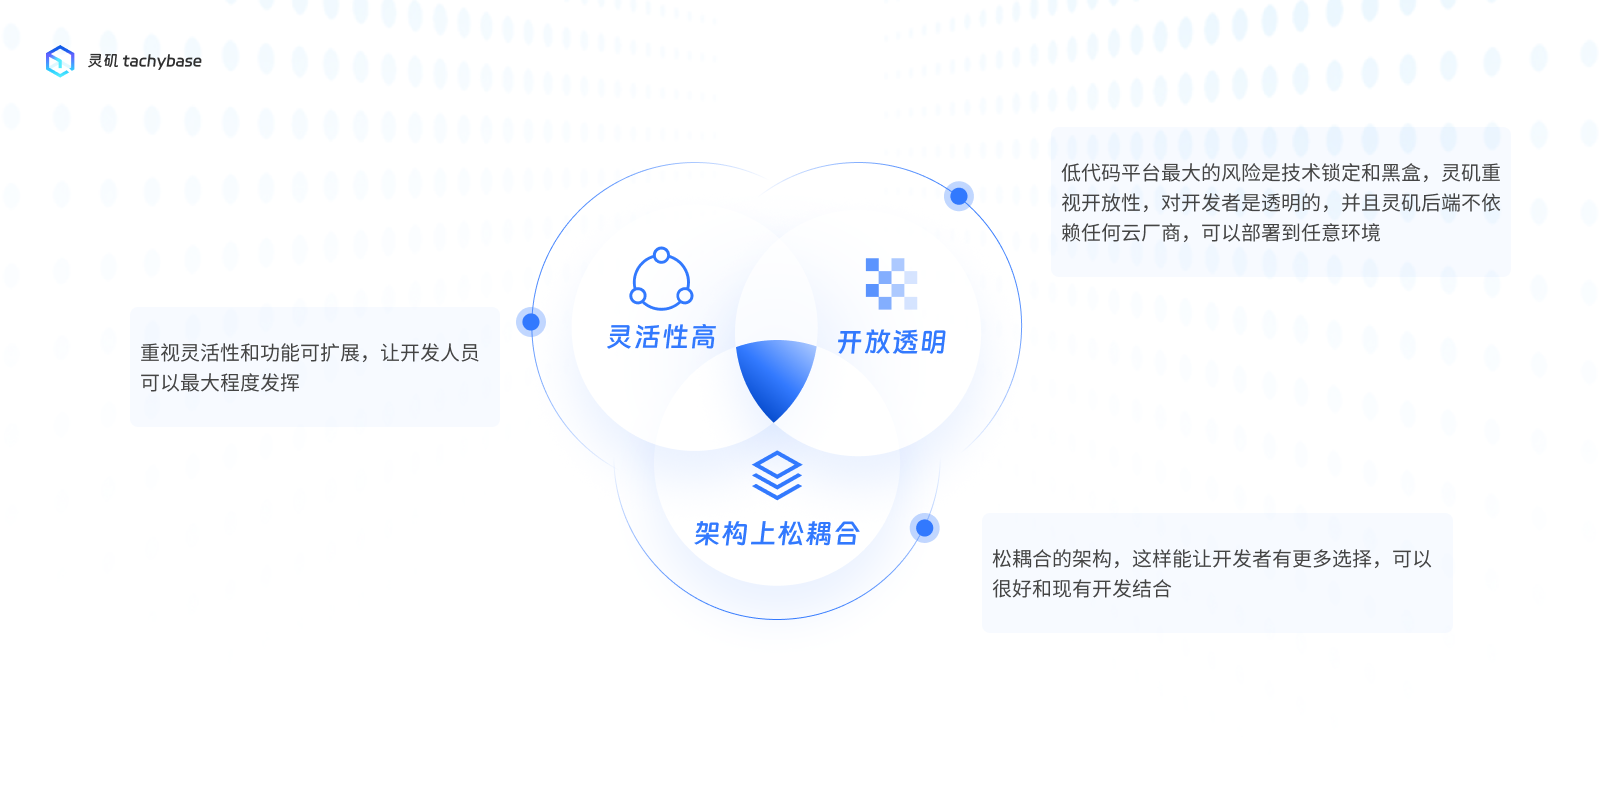 灵矶 tachybase
低代码平台最大的风险是技术锁定和黑盒，灵矶重
视开放性，对开发者是透明的，并且灵矶后端不依
赖任何云厂商，可以部署到任意环境
灵活性高
开放透明
重视灵活性和功能可扩展，让开发人员
可以最大程度发挥
架构上松耦合
松耦合的架构，这样能让开发者有更多选择，可以
很好和现有开发结合